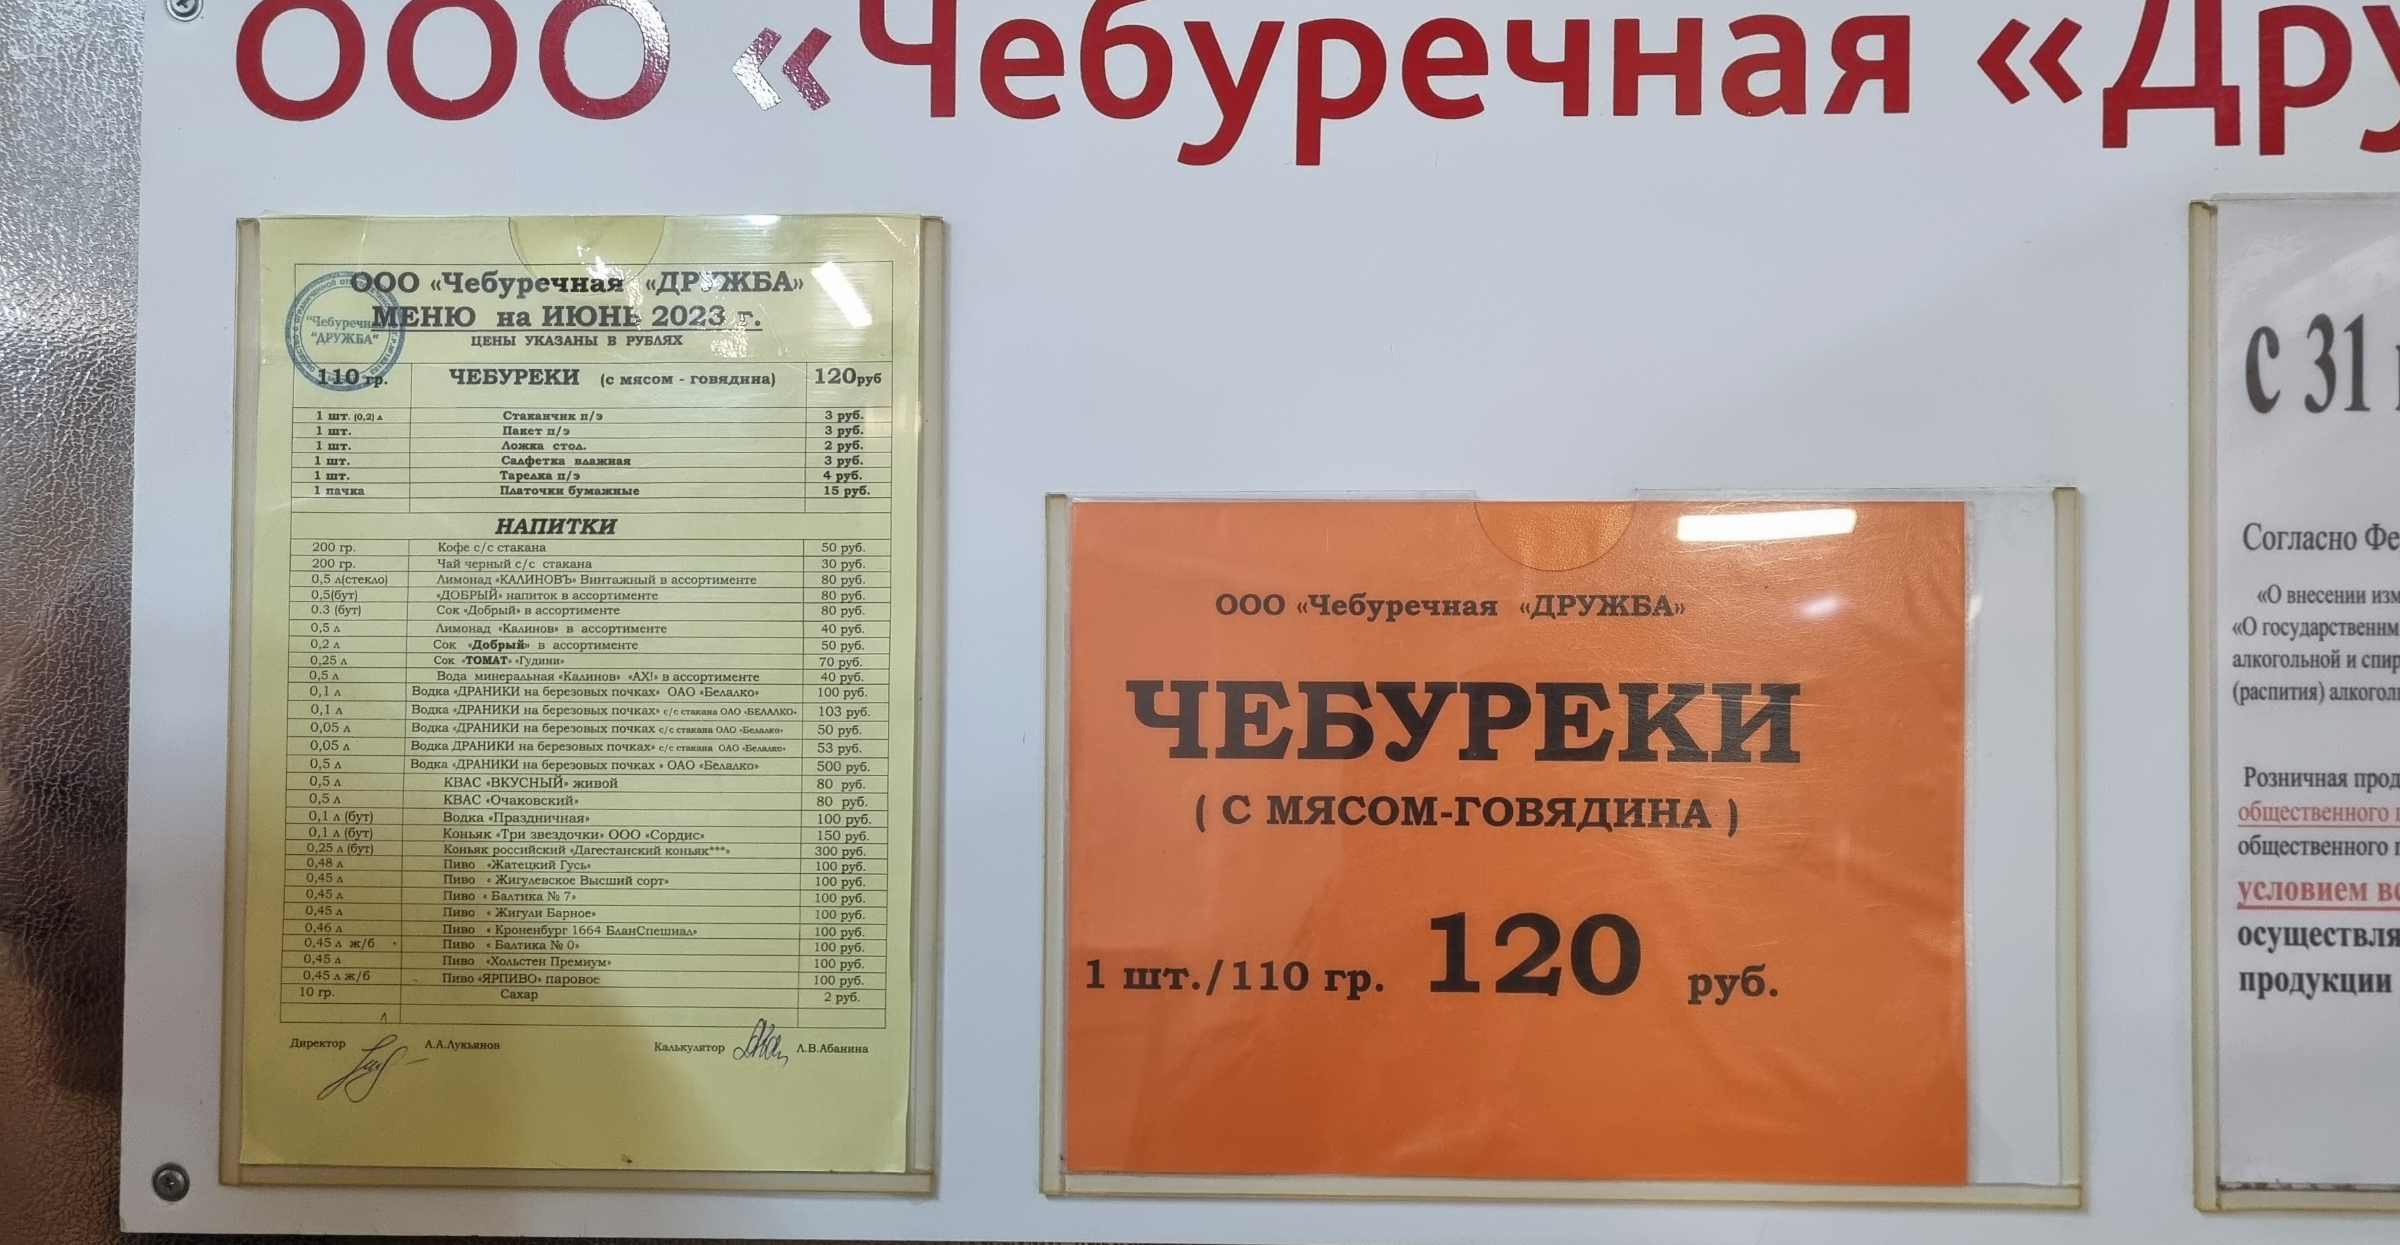 ООО «Чебуречная «Дру
ООО «Чебуречная «ДРУЖБА»
МЕНЮ на ИЮНЬ 2023 г.
ЦЕНЫ УКАЗАНЫ В РУБЛЯХ
"Чебуречная
"ДРУЖБА"
110 гр. ЧЕБУРЕКИ (с мясом - говядина) 120руб
1 шт. (0,2) л Стаканчик п/э 3 руб.
1 шт. Пакет п/э 3 руб.
1 шт. Ложка стол. 2 руб.
1 шт. Салфетка влажная 3 руб.
1 шт. Тарелка п/э 4 руб.
1 пачка Платочки бумажные 15 руб.
НАПИТКИ
200 гр. Кофе с/с стакана 50 руб.
200 гр. Чай черный с/с стакана 30 руб.
0,5 л(стекло) Лимонад «КАЛИНОВЪ» Винтажный в ассортименте 80 руб.
0,5(бут) «ДОБРЫЙ» напиток в ассортименте 80 руб.
0.3 (бут) Сок «Добрый» в ассортименте 80 руб.
0,5 л Лимонад «Калинов» в ассортименте 40 руб.
0,2 л Сок «Добрый» в ассортименте 50 руб.
0,25 л Сок «ТОМАТ» «Гудини» 70 руб.
0,5 л Вода минеральная «Калинов» «АХ!» в ассортименте 40 руб.
0,1 л Водка «ДРАНИКИ на березовых почках» ОАО «Белалко» 100 руб.
0,1 л Водка «ДРАНИКИ на березовых почках» с/с стакана ОАО «БЕЛАЛКО» 103 руб.
0,05 л Водка «ДРАНИКИ на березовых почках с/с стакана ОАО «Белалко» 50 руб.
0,05 л Водка ДРАНИКИ на березовых почках» с/с стакана ОАО «Белалко» 53 руб.
0,5 л Водка «ДРАНИКИ на березовых почках » ОАО «Белалко» 500 руб.
0,5 л КВАС «ВКУСНЫЙ» живой 80 руб.
0,5 л КВАС «Очаковский» 80 руб.
0,1 л (бут) Водка «Праздничная» 100 руб.
0,1 л (бут) Коньяк «Три звездочки» ООО «Сордис» 150 руб.
0,25 л (бут) Коньяк российский «Дагестанский коньяк***» 300 руб.
0,48 л Пиво «Жатецкий Гусь» 100 руб.
0,45 л Пиво « Жигулевское Высший сорт» 100 руб.
0,45 л Пиво « Балтика № 7» 100 руб.
0,45 л Пиво « Жигули Барное» 100 руб.
0,46 л Пиво « Кроненбург 1664 БланСпешиал» 100 руб.
0,45 л ж/б Пиво « Балтика № 0» 100 руб.
0,45 л Пиво «Хольстен Премиум» 100 руб.
0,45 л ж/б Пиво «ЯРПИВО» паровое 100 руб.
10 гр. Сахар 2 руб.
Директор А.А.Лукьянов Калькулятор Л.В.Абанина
ООО «Чебуречная «ДРУЖБА»
ЧЕБУРЕКИ
( С МЯСОМ-ГОВЯДИНА )
1 шт./110 гр. 120 руб.
с 31
Согласно Фе
«О внесении изм
«О государственн
алкогольной и спир
(распития) алкогол
Розничная прод
общественного
общественного
условием вс
осуществля
продукции